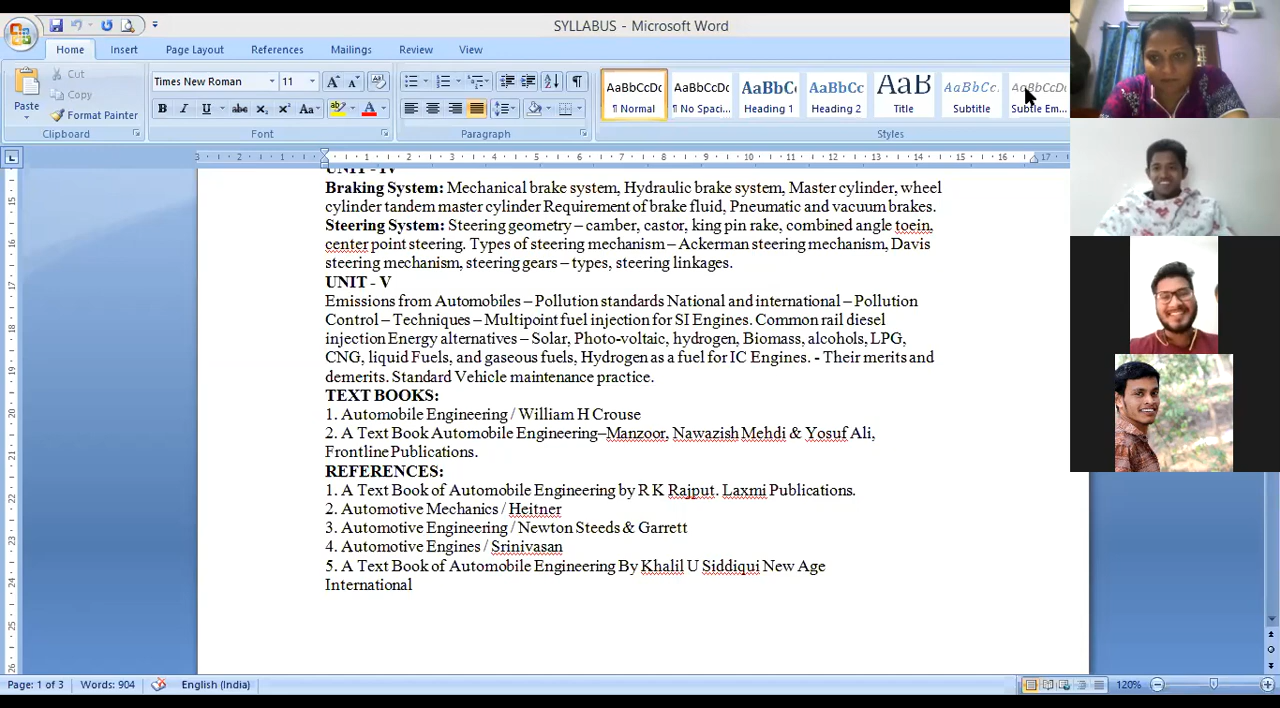 SYLLABUS - Microsoft Word
Home Insert Page Layout References Mailings Review View
Paste
Cut
Copy
Format Painter
Clipboard
Times New Roman 11
Font
Paragraph
AaBbCcDc AaBbCcDc AaBbC AaBbCc AaB AaBbCc. AaBbCcDc
¶ Normal ¶ No Spaci... Heading 1 Heading 2 Title Subtitle Subtle Em...
Styles
UNIT - IV
Braking System: Mechanical brake system, Hydraulic brake system, Master cylinder, wheel
cylinder tandem master cylinder Requirement of brake fluid, Pneumatic and vacuum brakes.
Steering System: Steering geometry – camber, castor, king pin rake, combined angle toein,
center point steering. Types of steering mechanism – Ackerman steering mechanism, Davis
steering mechanism, steering gears – types, steering linkages.
UNIT - V
Emissions from Automobiles – Pollution standards National and international – Pollution
Control – Techniques – Multipoint fuel injection for SI Engines. Common rail diesel
injection Energy alternatives – Solar, Photo-voltaic, hydrogen, Biomass, alcohols, LPG,
CNG, liquid Fuels, and gaseous fuels, Hydrogen as a fuel for IC Engines. - Their merits and
demerits. Standard Vehicle maintenance practice.
TEXT BOOKS:
1. Automobile Engineering / William H Crouse
2. A Text Book Automobile Engineering–Manzoor, Nawazish Mehdi & Yosuf Ali,
Frontline Publications.
REFERENCES:
1. A Text Book of Automobile Engineering by R K Rajput. Laxmi Publications.
2. Automotive Mechanics / Heitner
3. Automotive Engineering / Newton Steeds & Garrett
4. Automotive Engines / Srinivasan
5. A Text Book of Automobile Engineering By Khalil U Siddiqui New Age
International
Page: 1 of 3 Words: 904 English (India) 120%